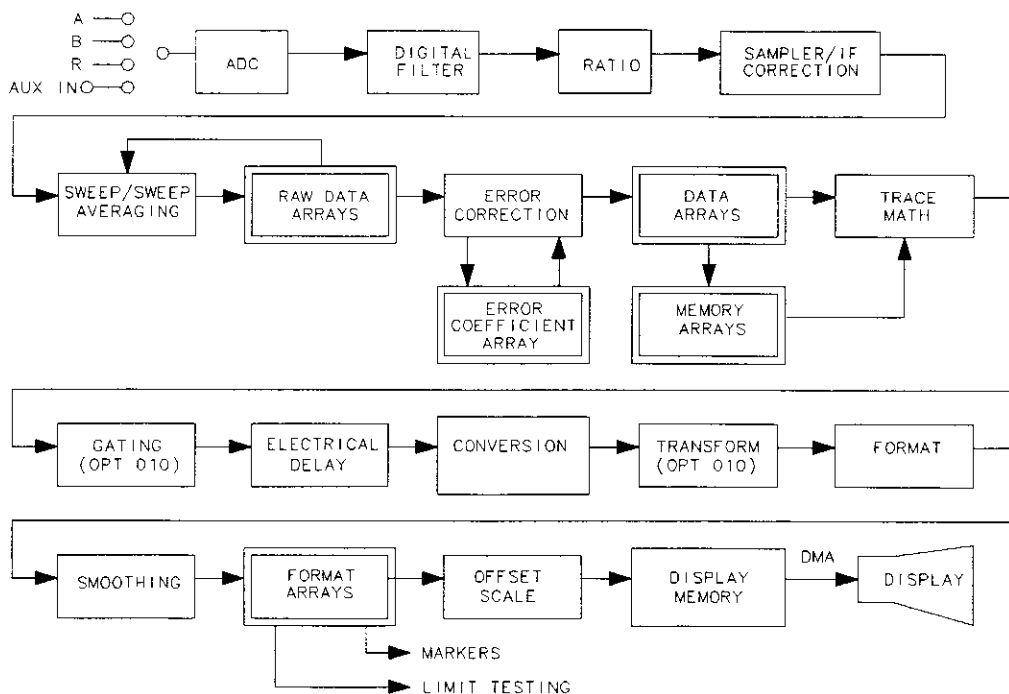 A
B
R
AUX IN
ADC
DIGITAL
FILTER
RATIO
SAMPLER/IF
CORRECTION
SWEEP/SWEEP
AVERAGING
RAW DATA
ARRAYS
ERROR
CORRECTION
DATA
ARRAYS
TRACE
MATH
ERROR
COEFFICIENT
ARRAY
MEMORY
ARRAYS
GATING
(OPT 010)
ELECTRICAL
DELAY
CONVERSION
TRANSFORM
(OPT 010)
FORMAT
SMOOTHING
FORMAT
ARRAYS
OFFSET
SCALE
DISPLAY
MEMORY
DMA
DISPLAY
MARKERS
LIMIT TESTING